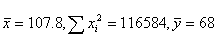 x̄ = 107.8, ∑ xᵢ² = 116584, ȳ = 68